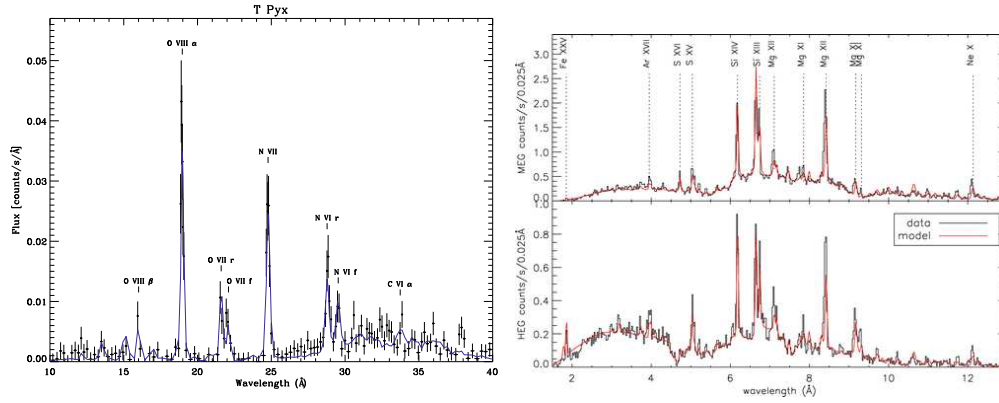 T Pyx
O VIII α
N VII
N VI r
O VII r
O VII f
N VI f
O VIII β
C VI α
Flux [counts/s/Å]
0.05
0.04
0.03
0.02
0.01
0.00
10 15 20 25 30 35 40
Wavelength (Å)
Fe XXV
Ar XVII
S XVI
S XV
Si XIV
Si XIII
Mg XII
Mg XI
Mg XII
Mg XI
Ne X
MEG counts/s/0.025Å
3.0
2.5
2.0
1.5
1.0
0.5
0.0
data
model
HEG counts/s/0.025Å
1.0
0.8
0.6
0.4
0.2
0.0
2 4 6 8 10 12
wavelength (Å)